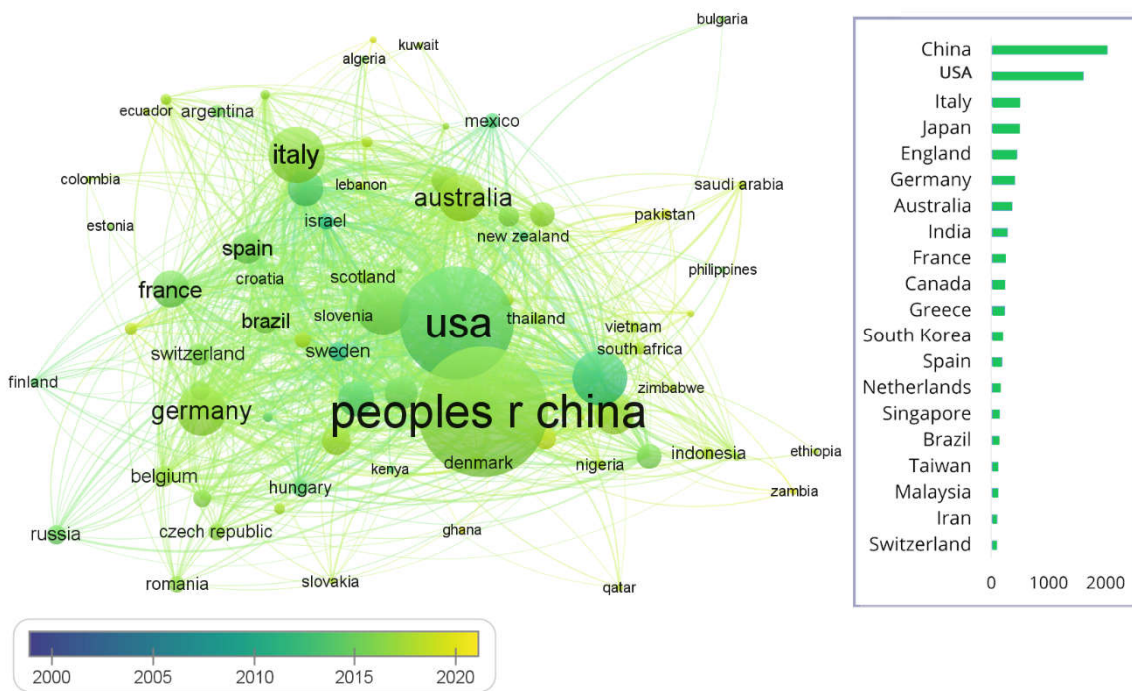 bulgaria
kuwait
algeria
ecuador
argentina
mexico
italy
colombia
lebanon
australia
saudi arabia
israel
pakistan
estonia
new zealand
spain
croatia
scotland
philippines
france
brazil
slovenia
usa
thailand
vietnam
switzerland
sweden
south africa
finland
zimbabwe
germany
peoples r china
indonesia
ethiopia
belgium
kenya
denmark
nigeria
hungary
zambia
russia
czech republic
ghana
romania
slovakia
qatar
2000 2005 2010 2015 2020
China
USA
Italy
Japan
England
Germany
Australia
India
France
Canada
Greece
South Korea
Spain
Netherlands
Singapore
Brazil
Taiwan
Malaysia
Iran
Switzerland
0 1000 2000